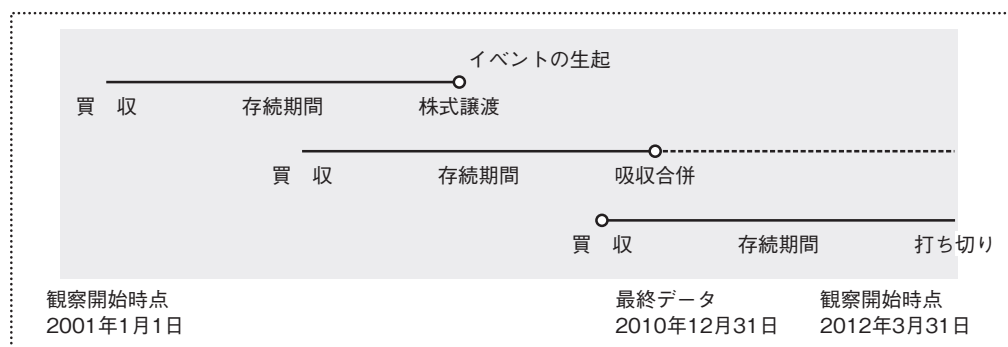 イベントの生起
買　収　存続期間　株式譲渡
買　収　存続期間　吸収合併
買　収　存続期間　打ち切り
観察開始時点　最終データ　観察開始時点
2001年1月1日　2010年12月31日　2012年3月31日